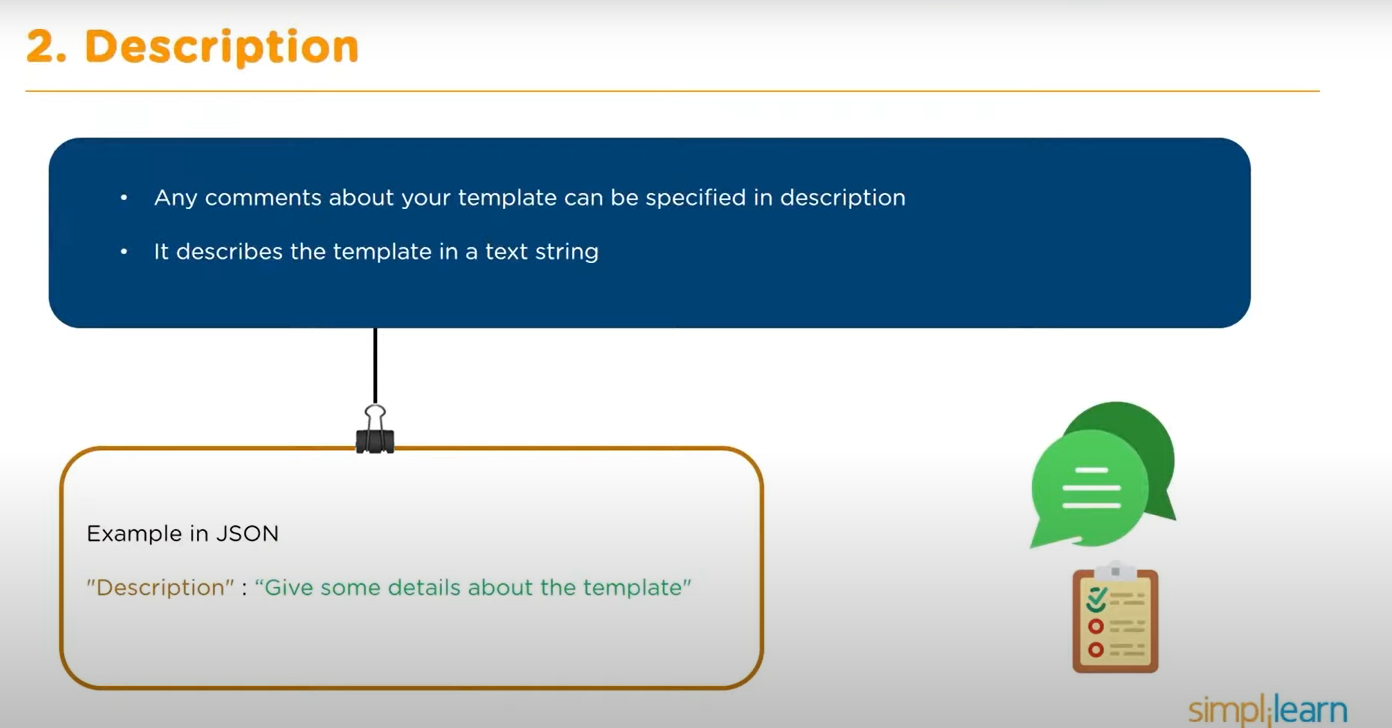 2. Description
• Any comments about your template can be specified in description
• It describes the template in a text string
Example in JSON
"Description" : “Give some details about the template"
simplilearn